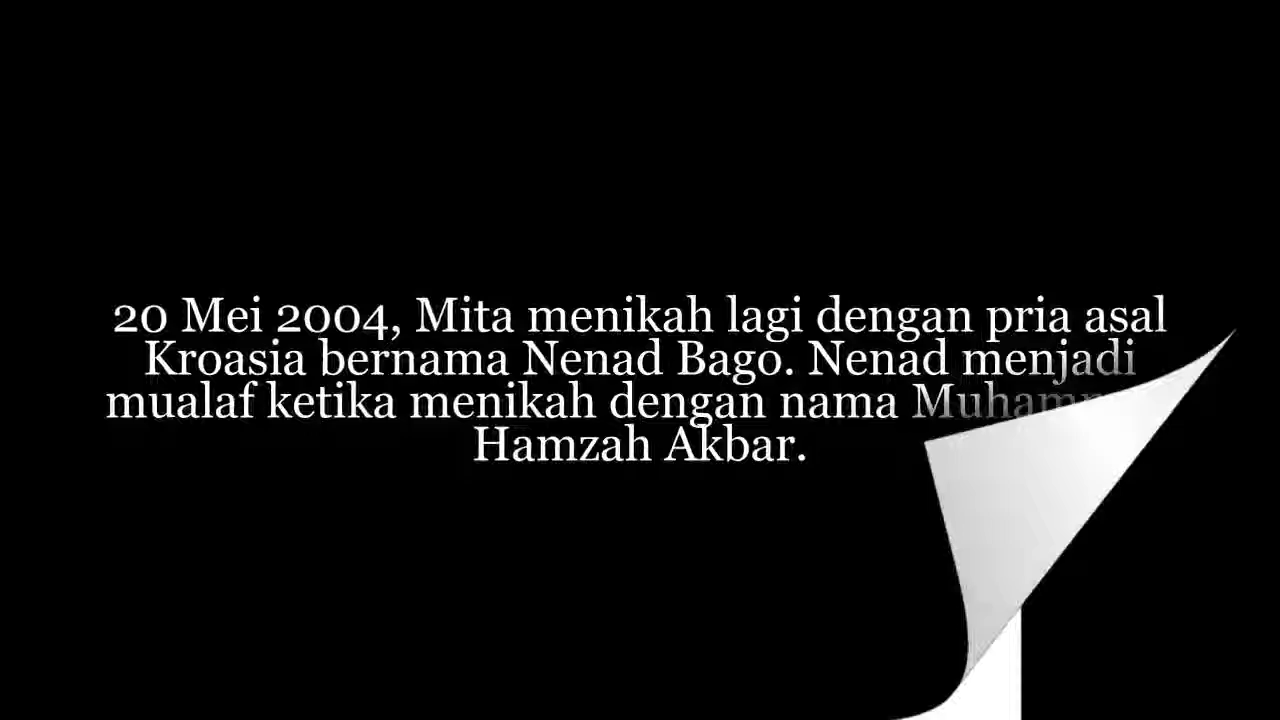 20 Mei 2004, Mita menikah lagi dengan pria asal
Kroasia bernama Nenad Bago. Nenad menjadi
mualaf ketika menikah dengan nama
Hamzah Akbar.